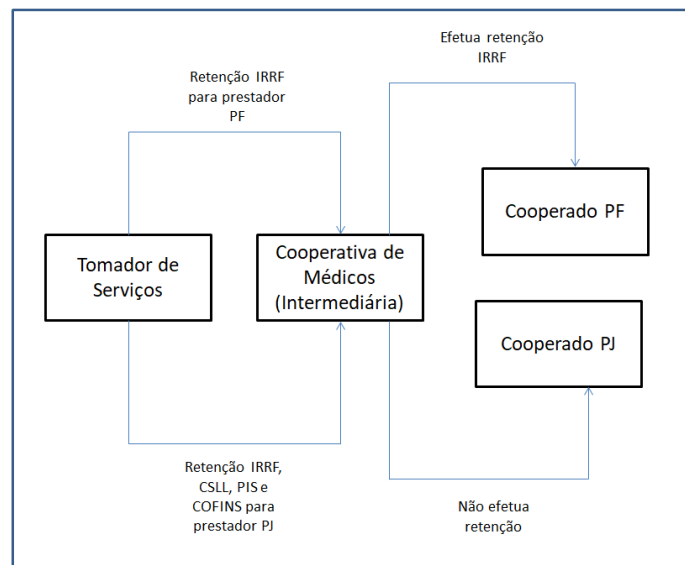 Efetua retenção
IRRF
Retenção IRRF
para prestador
PF
Cooperado PF
Tomador de
Serviços
Cooperativa de
Médicos
(Intermediária)
Cooperado PJ
Retenção IRRF,
CSLL, PIS e
COFINS para
prestador PJ
Não efetua
retenção